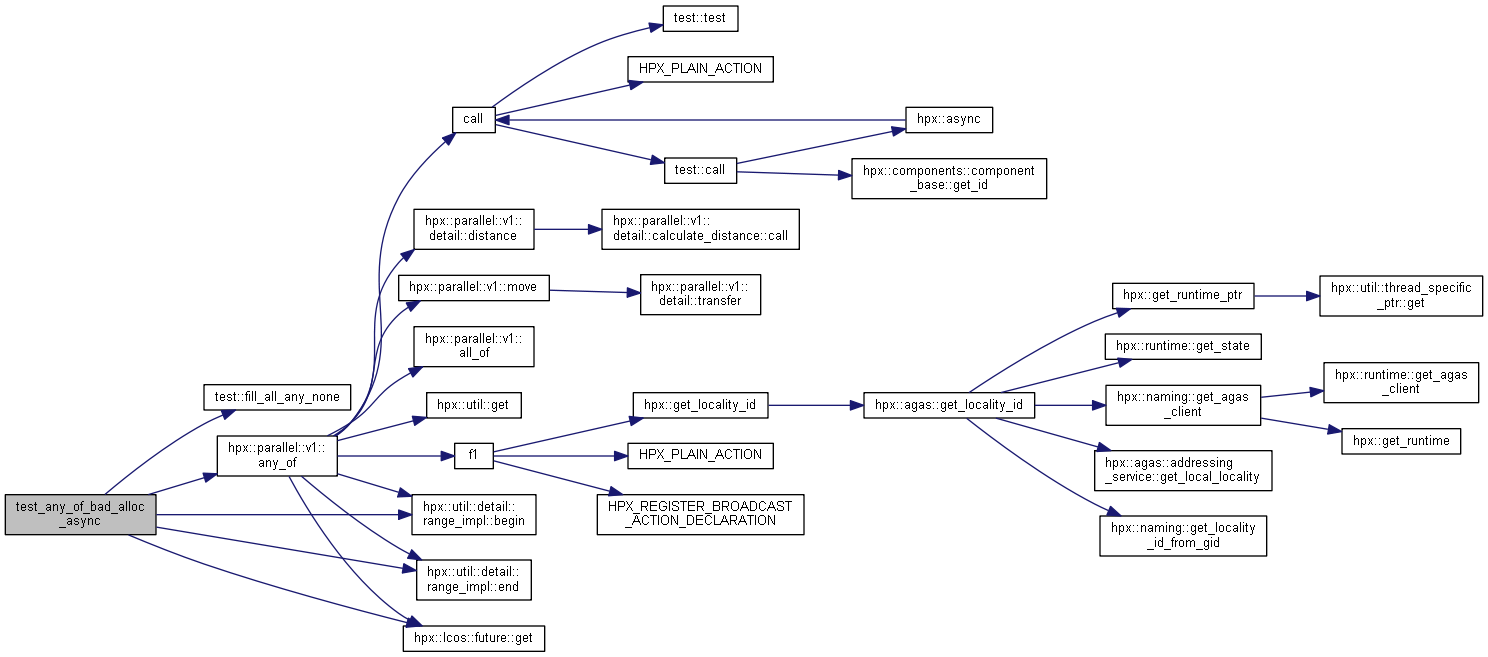 test::test
HPX_PLAIN_ACTION
call
hpx::async
test::call
hpx::components::component
_base::get_id
hpx::parallel::v1::
detail::distance
hpx::parallel::v1::
detail::calculate_distance::call
hpx::parallel::v1::move
hpx::parallel::v1::
detail::transfer
hpx::get_runtime_ptr
hpx::util::thread_specific
_ptr::get
hpx::parallel::v1::
all_of
hpx::runtime::get_state
test::fill_all_any_none
hpx::util::get
hpx::get_locality_id
hpx::agas::get_locality_id
hpx::naming::get_agas
_client
hpx::runtime::get_agas
_client
hpx::parallel::v1::
any_of
f1
HPX_PLAIN_ACTION
hpx::agas::addressing
_service::get_local_locality
hpx::get_runtime
test_any_of_bad_alloc
_async
hpx::util::detail::
range_impl::begin
HPX_REGISTER_BROADCAST
_ACTION_DECLARATION
hpx::naming::get_locality
_id_from_gid
hpx::util::detail::
range_impl::end
hpx::lcos::future::get